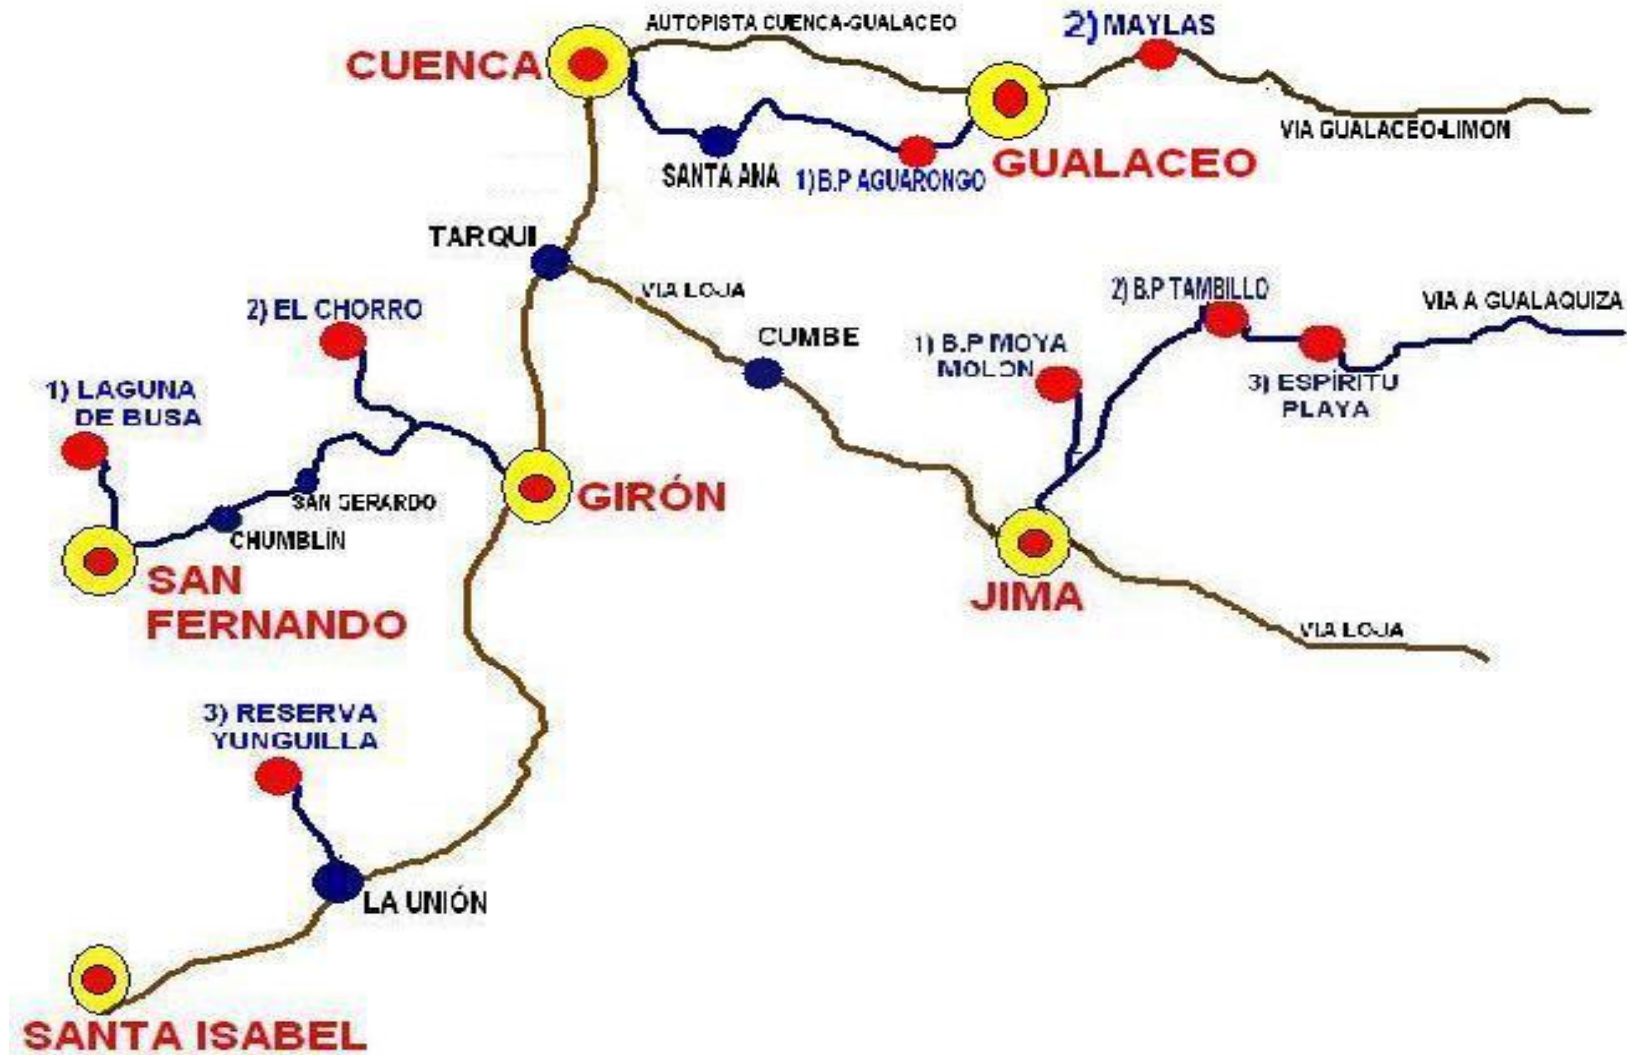 AUTOPISTA CUENCA-GUALACEO
2) MAYLAS
CUENCA
VIA GUALACEO-LIMON
GUALACEO
SANTA ANA
1) B.P AGUARONGO
TARQUI
VIA LOJA
2) B.P TAMBILLO
VIA A GUALAQUIZA
2) EL CHORRO
CUMBE
1) B.P MOYA
MOLON
3) ESPÍRITU
PLAYA
1) LAGUNA
DE BUSA
GIRÓN
SAN GERARDO
CHUMBLÍN
SAN
FERNANDO
JIMA
VIA LOJA
3) RESERVA
YUNGUILLA
LA UNIÓN
SANTA ISABEL